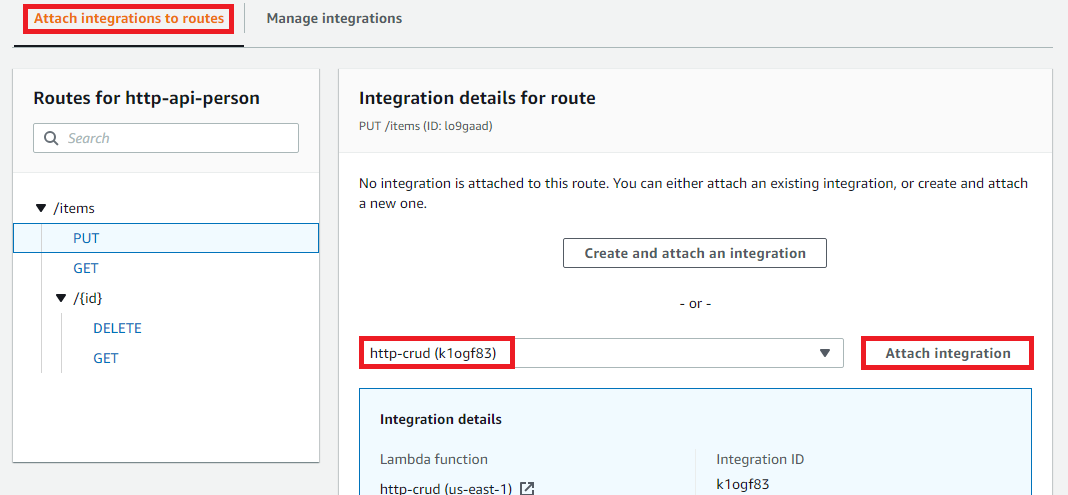 Attach integrations to routes
Manage integrations
Routes for http-api-person
Search
/items
PUT
GET
/{id}
DELETE
GET
Integration details for route
PUT /items (ID: lo9gaad)
No integration is attached to this route. You can either attach an existing integration, or create and attach
a new one.
Create and attach an integration
- or -
http-crud (k1ogf83)
Attach integration
Integration details
Lambda function
Integration ID
http-crud (us-east-1)
k1ogf83